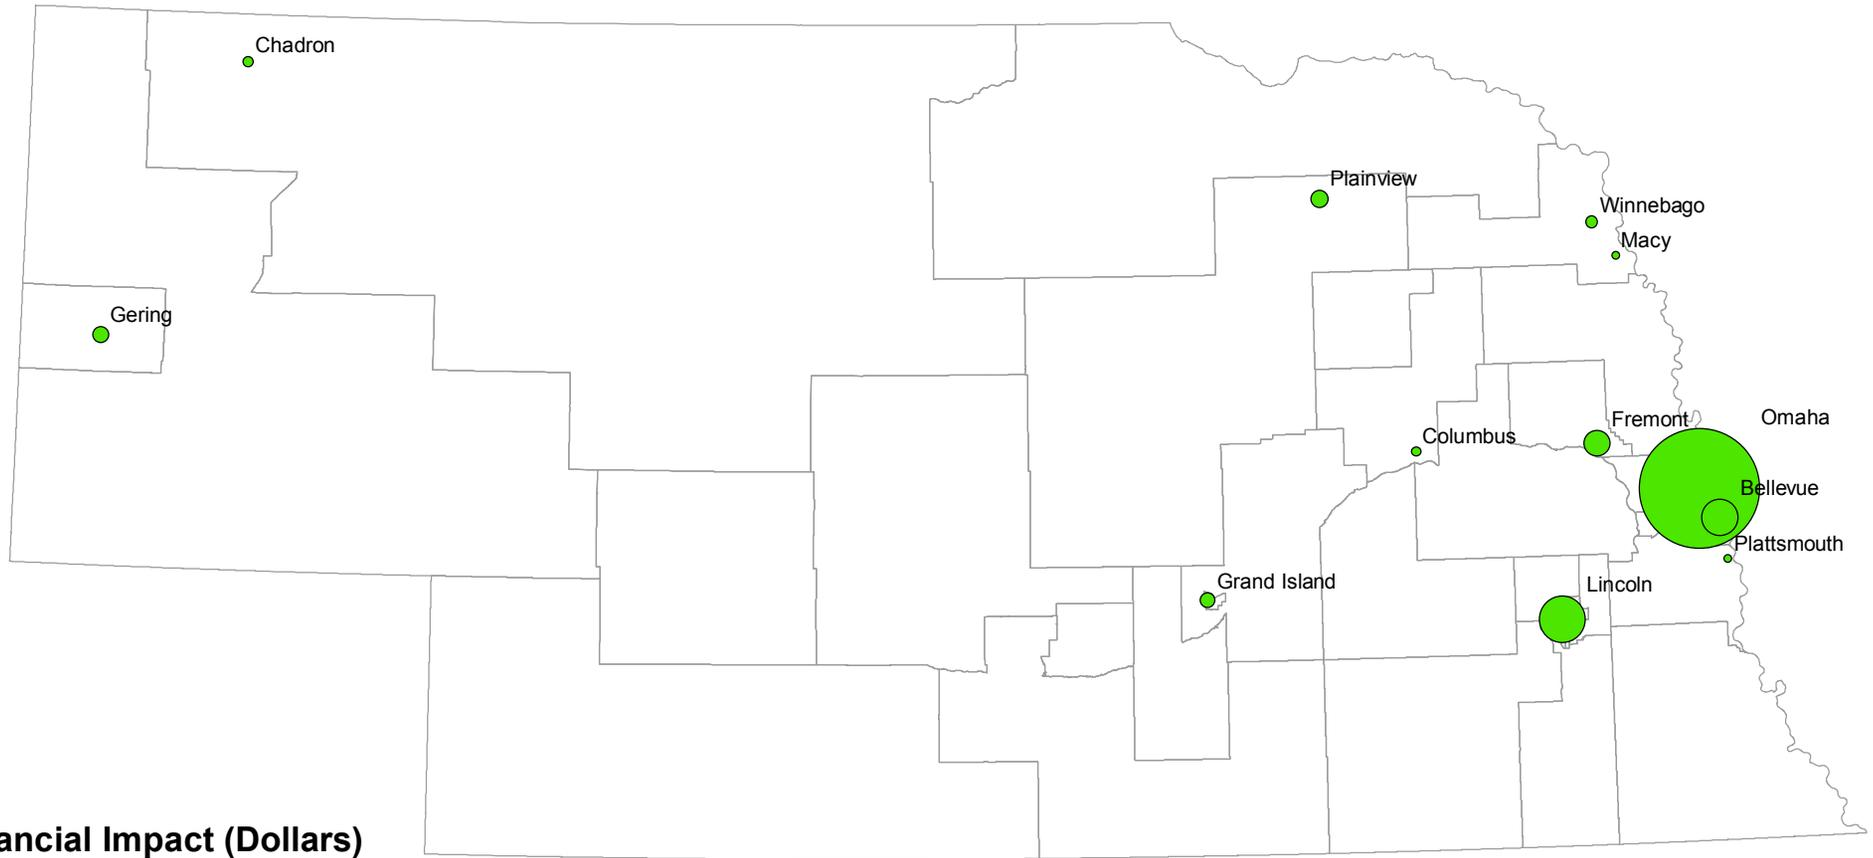 Chadron
Plainview
Winnebago
Macy
Gering
Fremont
Omaha
Columbus
Bellevue
Plattsmouth
Grand Island
Lincoln
ancial Impact (Dollars)